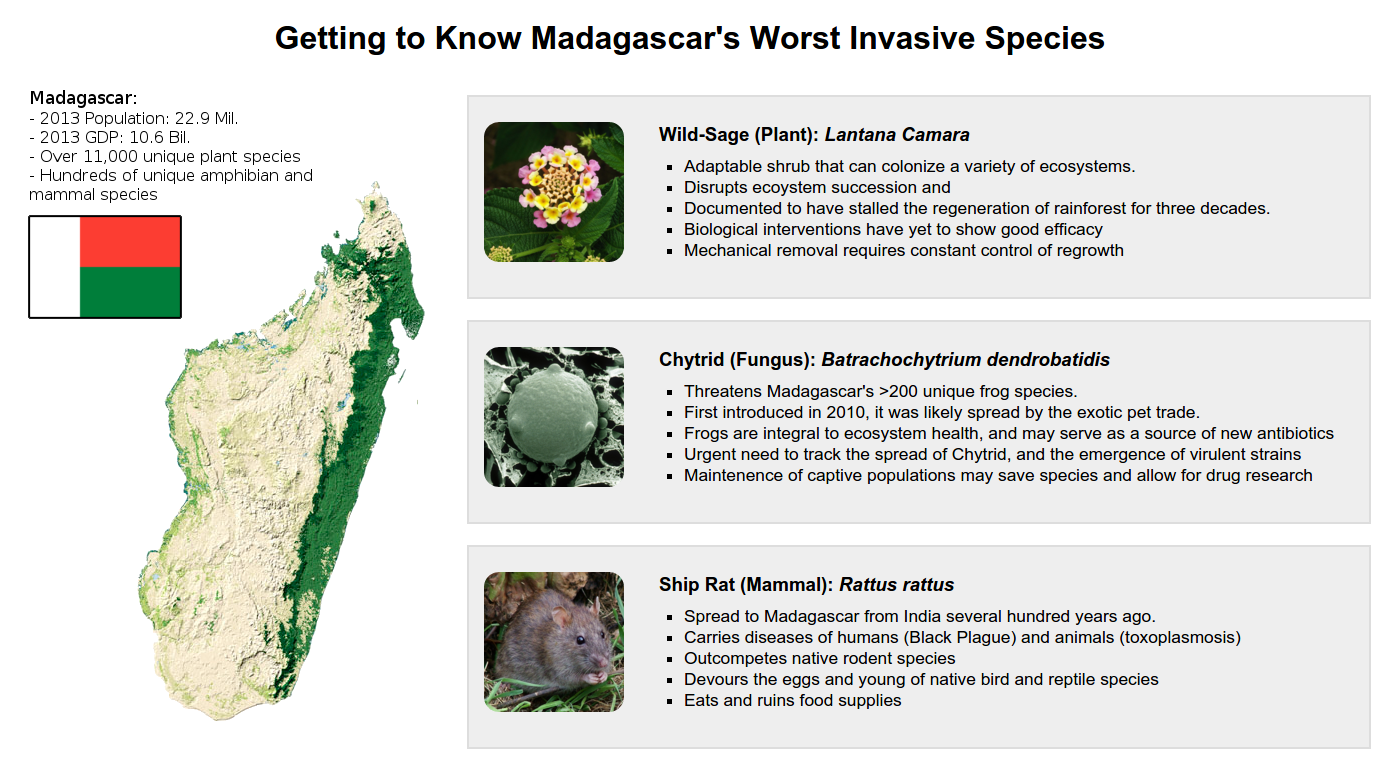 Getting to Know Madagascar's Worst Invasive Species
Madagascar:
- 2013 Population: 22.9 Mil.
- 2013 GDP: 10.6 Bil.
- Over 11,000 unique plant species
- Hundreds of unique amphibian and
mammal species
Wild-Sage (Plant): Lantana Camara
▪ Adaptable shrub that can colonize a variety of ecosystems.
▪ Disrupts ecoystem succession and
▪ Documented to have stalled the regeneration of rainforest for three decades.
▪ Biological interventions have yet to show good efficacy
▪ Mechanical removal requires constant control of regrowth
Chytrid (Fungus): Batrachochytrium dendrobatidis
▪ Threatens Madagascar's >200 unique frog species.
▪ First introduced in 2010, it was likely spread by the exotic pet trade.
▪ Frogs are integral to ecosystem health, and may serve as a source of new antibiotics
▪ Urgent need to track the spread of Chytrid, and the emergence of virulent strains
▪ Maintenence of captive populations may save species and allow for drug research
Ship Rat (Mammal): Rattus rattus
▪ Spread to Madagascar from India several hundred years ago.
▪ Carries diseases of humans (Black Plague) and animals (toxoplasmosis)
▪ Outcompetes native rodent species
▪ Devours the eggs and young of native bird and reptile species
▪ Eats and ruins food supplies